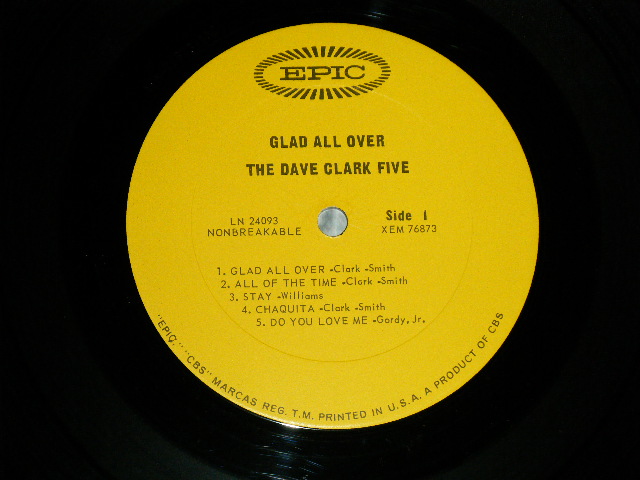 EPIC
GLAD ALL OVER
THE DAVE CLARK FIVE
LN 24093
NONBREAKABLE
Side 1
XEM 76873
1. GLAD ALL OVER -Clark -Smith
2. ALL OF THE TIME -Clark -Smith
3. STAY -Williams
4. CHAQUITA -Clark -Smith
5. DO YOU LOVE ME -Gordy, Jr.
"EPIC," "CBS" MARCAS REG. T.M. PRINTED IN U.S.A. A PRODUCT OF CBS